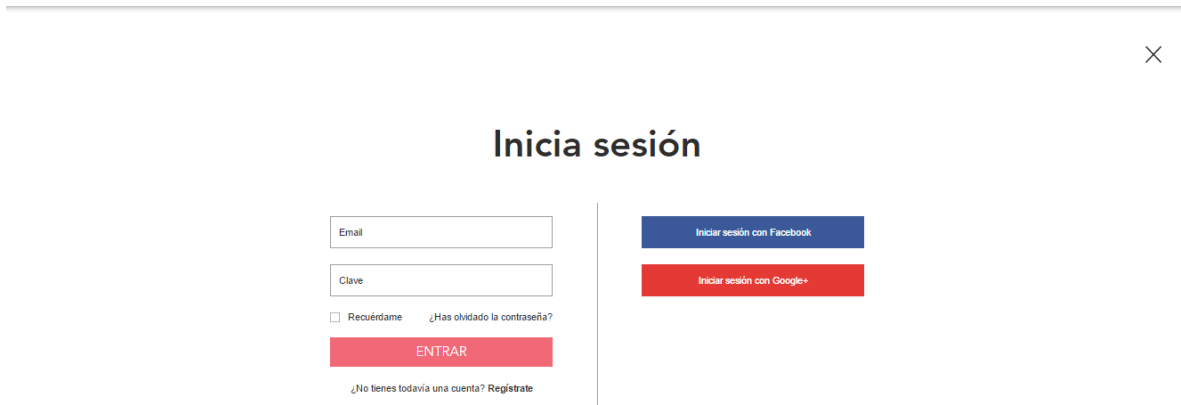 Inicia sesión
Email
Clave
Recuérdame ¿Has olvidado la contraseña?
ENTRAR
¿No tienes todavía una cuenta? Regístrate
Iniciar sesión con Facebook
Iniciar sesión con Google+